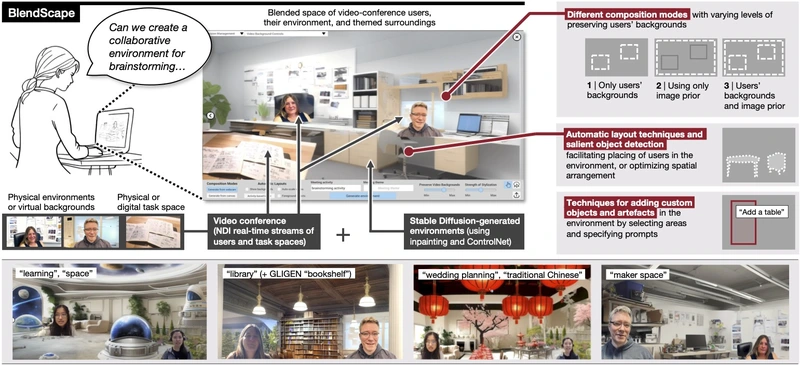 BlendScape
Can we create a
collaborative
environment for
brainstorming…
Blended space of video-conference users,
their environment, and themed surroundings
Physical environments
or virtual backgrounds
Physical or
digital task space
Video conference
(NDI real-time streams of
users and task spaces)
+
Stable Diffusion-generated
environments (using
inpainting and ControlNet)
Different composition modes with varying levels of
preserving users' backgrounds
1 | Only users'
backgrounds
2 | Using only
image prior
3 | Users'
backgrounds
and image prior
Automatic layout techniques and
salient object detection
facilitating placing of users in the
environment, or optimizing spatial
arrangement
Techniques for adding custom
objects and artefacts in the
environment by selecting areas
and specifying prompts
"Add a table"
"learning", "space"
"library" (+ GLIGEN "bookshelf")
"wedding planning", "traditional Chinese"
"maker space"